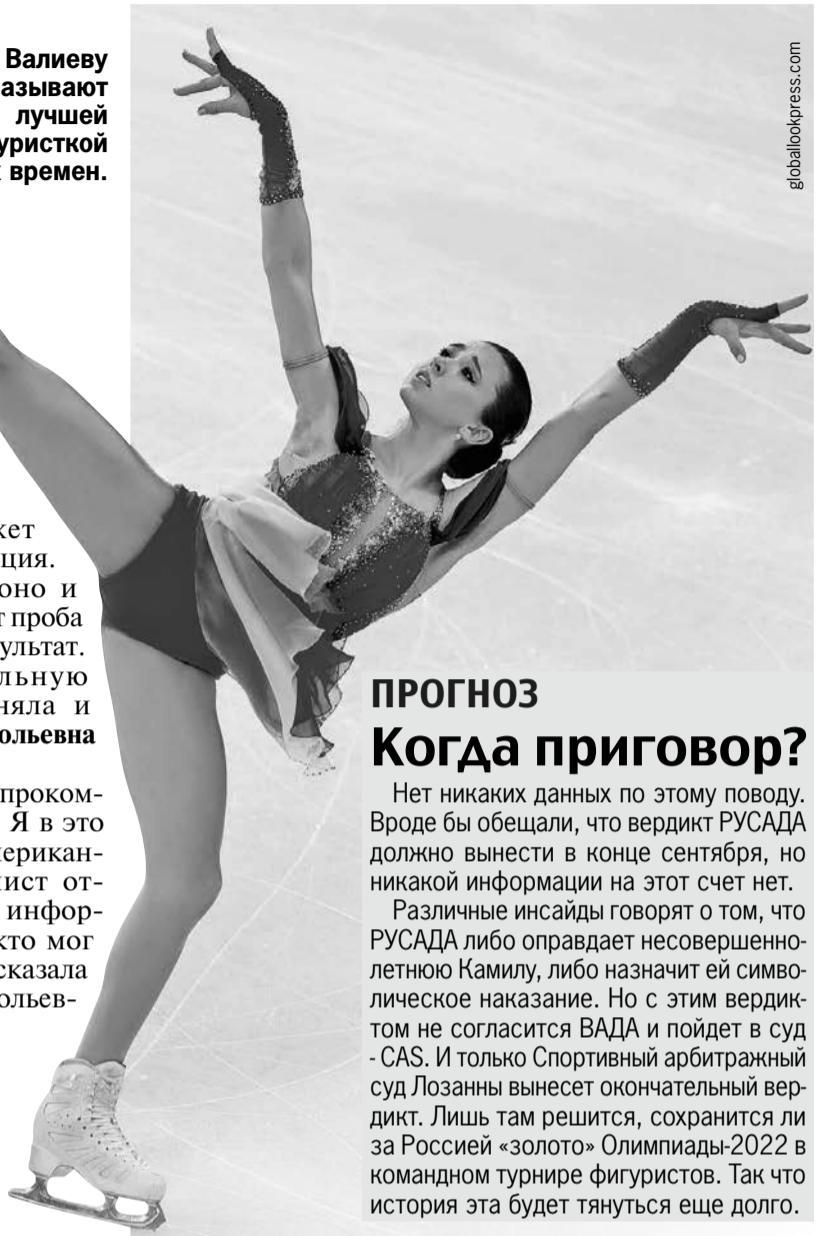 Валиеву
азывают
лучшей
уристкой
времен.
globallookpress.com
жет
ция.
оно и
т проба
ультат.
льную
няла и
ольевна
проком-
Я в это
мерикан-
ист от-
инфор-
кто мог
сказала
ольев-
ПРОГНОЗ
Когда приговор?
Нет никаких данных по этому поводу.
Вроде бы обещали, что вердикт РУСАДА
должно вынести в конце сентября, но
никакой информации на этот счет нет.
Различные инсайды говорят о том, что
РУСАДА либо оправдает несовершенно-
летнюю Камилу, либо назначит ей симво-
лическое наказание. Но с этим вердик-
том не согласится ВАДА и пойдет в суд
- CAS. И только Спортивный арбитражный
суд Лозанны вынесет окончательный вер-
дикт. Лишь там решится, сохранится ли
за Россией «золото» Олимпиады-2022 в
командном турнире фигуристов. Так что
история эта будет тянуться еще долго.